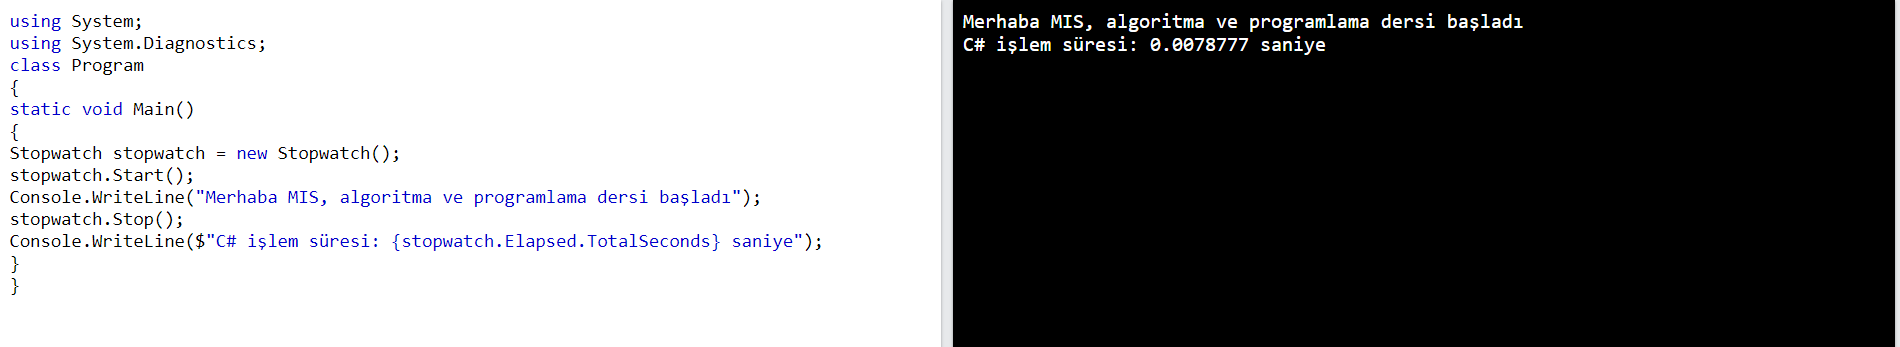 using System;
using System.Diagnostics;
class Program
{
static void Main()
{
Stopwatch stopwatch = new Stopwatch();
stopwatch.Start();
Console.WriteLine("Merhaba MIS, algoritma ve programlama dersi başladı");
stopwatch.Stop();
Console.WriteLine($"C# işlem süresi: {stopwatch.Elapsed.TotalSeconds} saniye");
}
}
Merhaba MIS, algoritma ve programlama dersi başladı
C# işlem süresi: 0.0078777 saniye